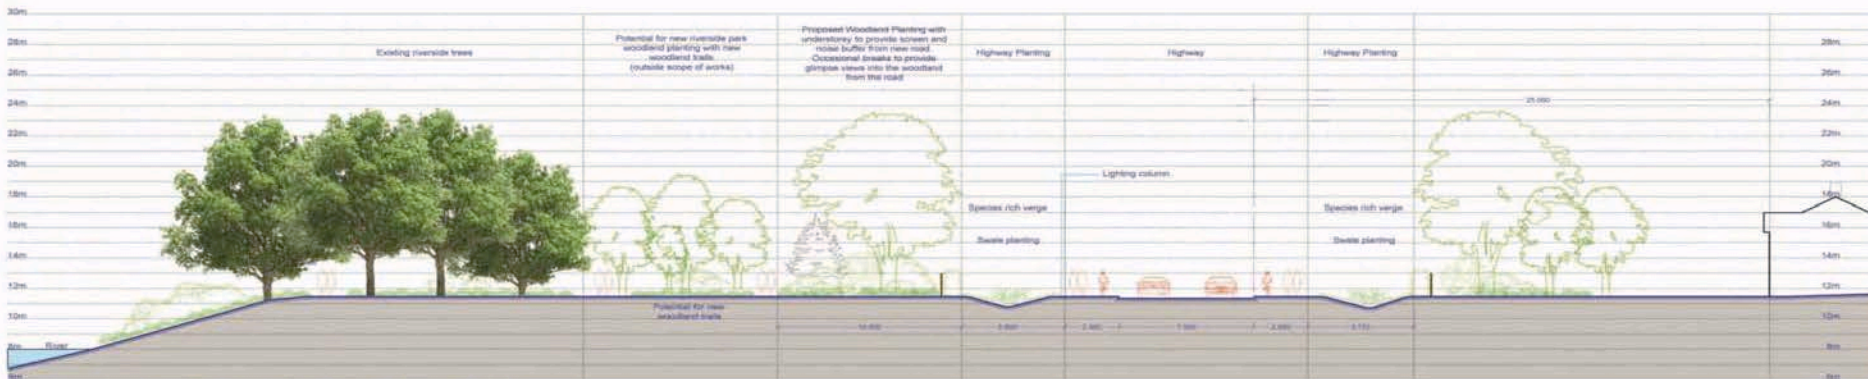 30m
28m
26m
24m
22m
20m
18m
16m
14m
12m
10m
8m
River
Existing riverside trees
Potential for new riverside park
woodland planting with new
woodland trails
(outside scope of works)
Proposed Woodland Planting with
understorey to provide screen and
noise buffer from new road.
Occasional breaks to provide
glimpse views into the woodland
from the road
Highway Planting
Highway
Highway Planting
25.000
Lighting column
Species rich verge
Swale planting
Species rich verge
Swale planting
Potential for new
woodland trails
28m
26m
24m
22m
20m
18m
16m
14m
12m
10m
8m